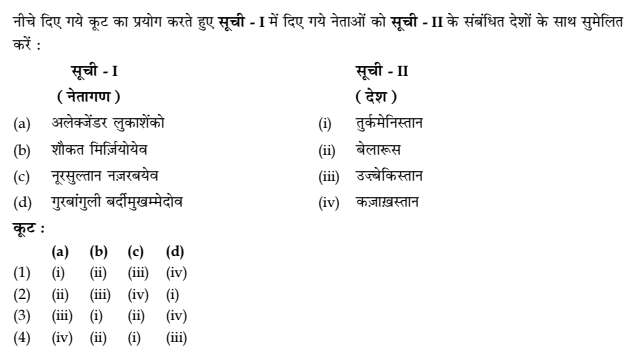 नीचे दिए गये कूट का प्रयोग करते हुए सूची - I में दिए गये नेताओं को सूची - II के संबंधित देशों के साथ सुमेलित
करें :
सूची - I सूची - II
( नेतागण ) ( देश )
(a) अलेक्जेंडर लुकाशेंको (i) तुर्कमेनिस्तान
(b) शौकत मिर्ज़ियोयेव (ii) बेलारूस
(c) नूरसुल्तान नज़रबयेव (iii) उज़्बेकिस्तान
(d) गुरबांगुली बर्दीमुखम्मेदोव (iv) कज़ाख़स्तान
कूट :
(a) (b) (c) (d)
(1) (i) (ii) (iii) (iv)
(2) (ii) (iii) (iv) (i)
(3) (iii) (i) (ii) (iv)
(4) (iv) (ii) (i) (iii)